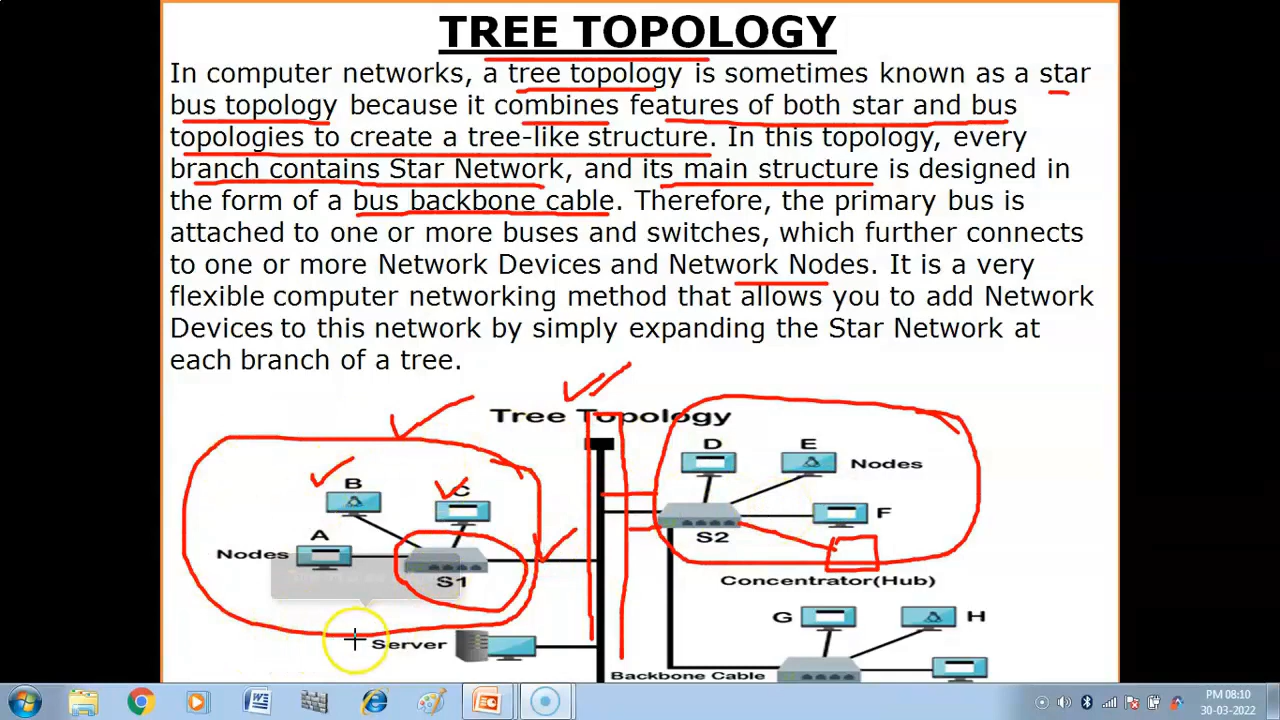 TREE TOPOLOGY
In computer networks, a tree topology is sometimes known as a star
bus topology because it combines features of both star and bus
topologies to create a tree-like structure. In this topology, every
branch contains Star Network, and its main structure is designed in
the form of a bus backbone cable. Therefore, the primary bus is
attached to one or more buses and switches, which further connects
to one or more Network Devices and Network Nodes. It is a very
flexible computer networking method that allows you to add Network
Devices to this network by simply expanding the Star Network at
each branch of a tree.
Tree Topology
D E
Nodes
B C
F
A
S2
Nodes
S1
Concentrator(Hub)
G H
Server
Backbone Cable
PM 08:10
30-03-2022